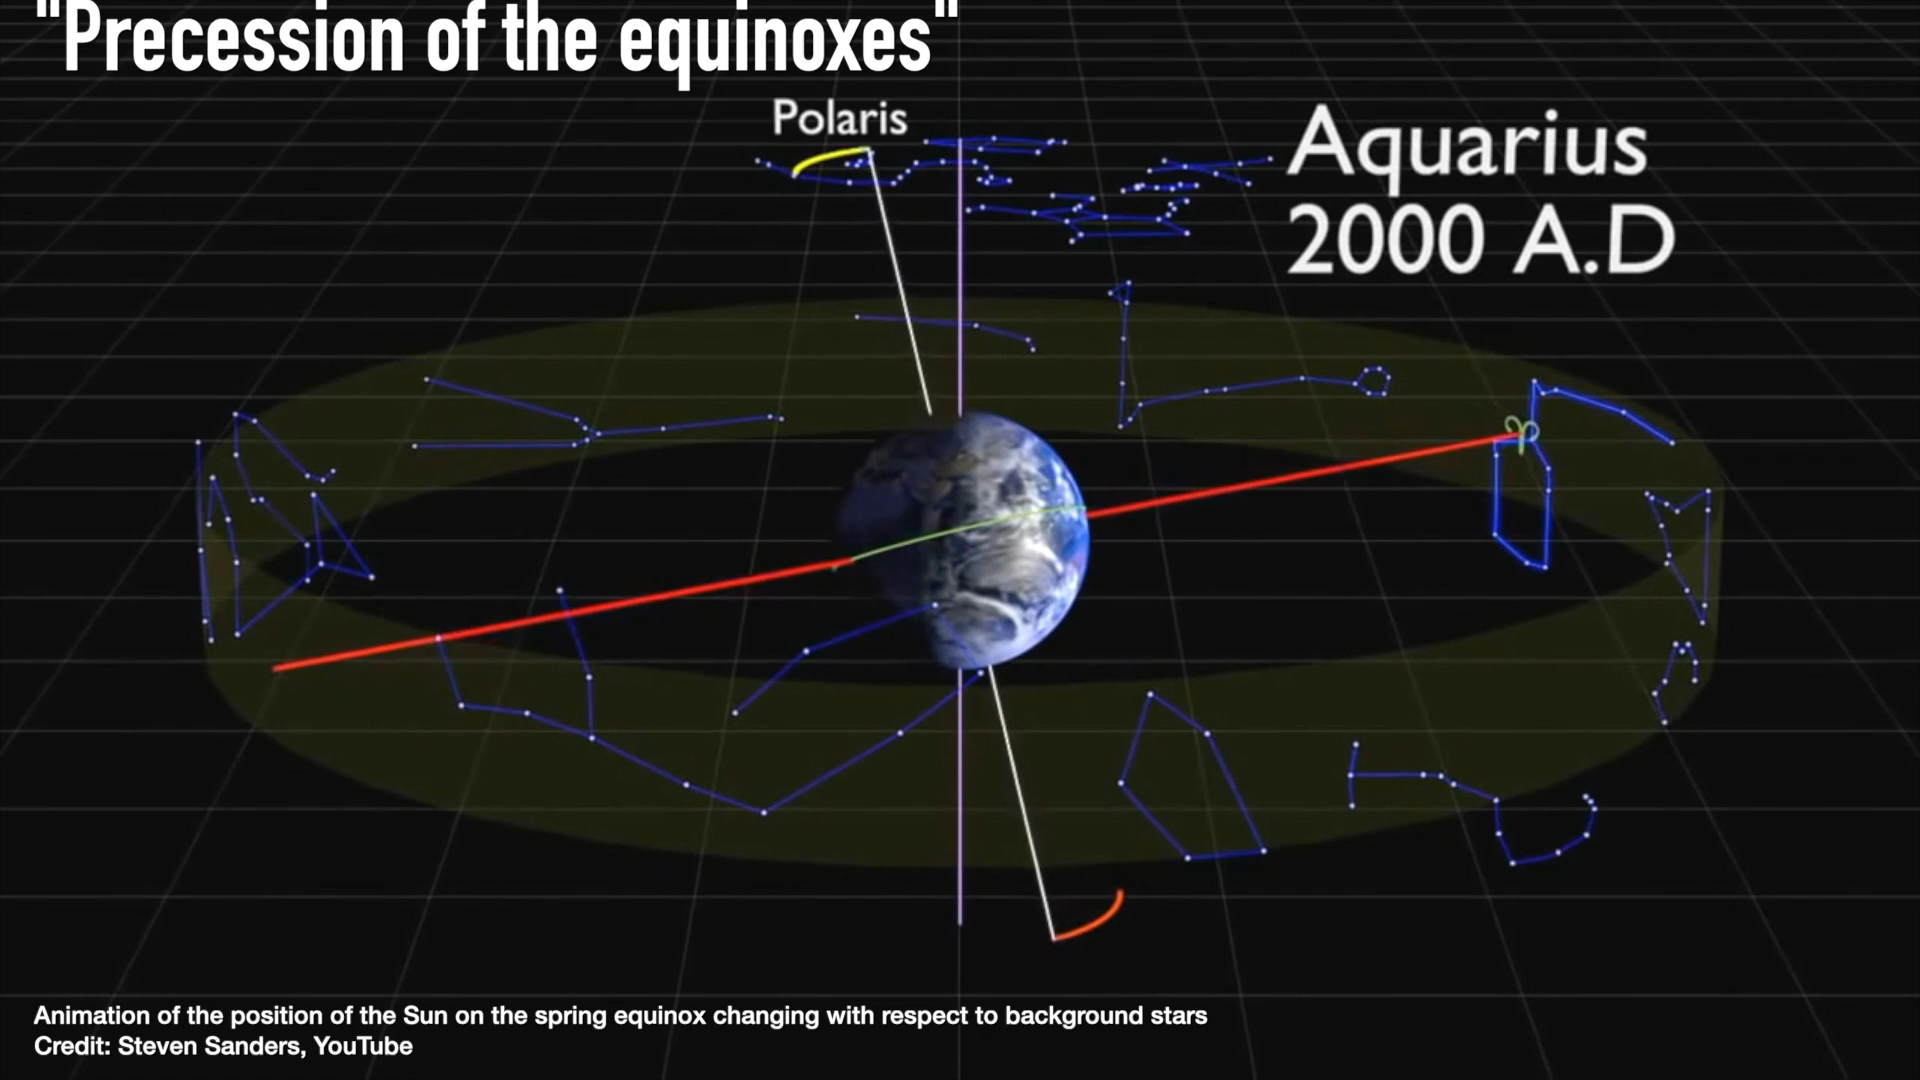 "Precession of the equinoxes"
Polaris
Aquarius
2000 A.D
Animation of the position of the Sun on the spring equinox changing with respect to background stars
Credit: Steven Sanders, YouTube